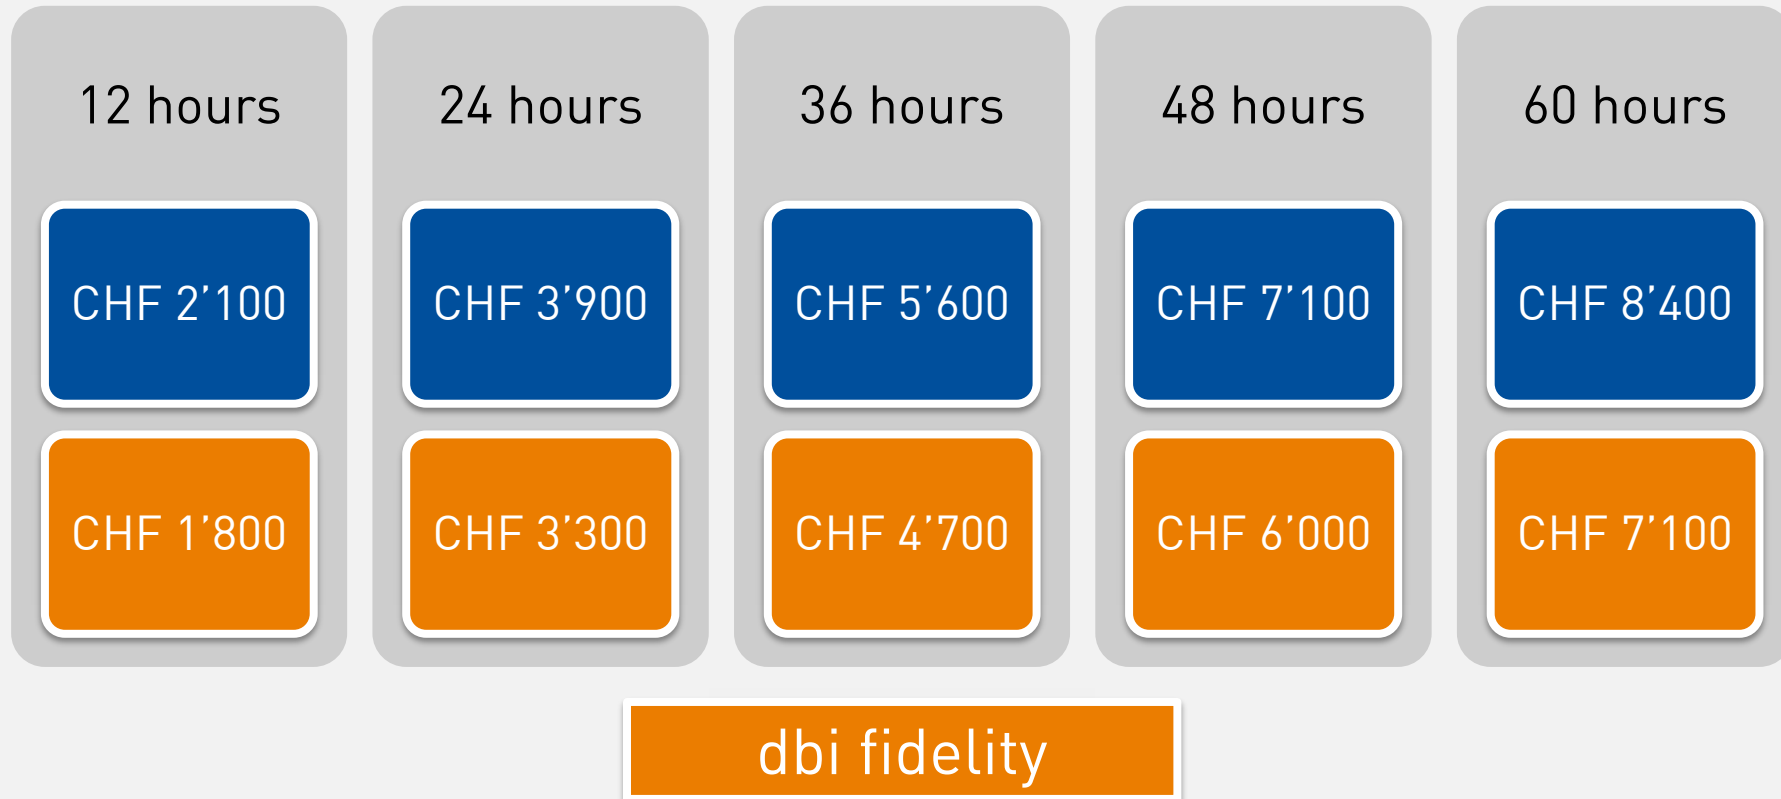 12 hours
24 hours
36 hours
48 hours
60 hours
CHF 2’100
CHF 3’900
CHF 5’600
CHF 7’100
CHF 8’400
CHF 1’800
CHF 3’300
CHF 4’700
CHF 6’000
CHF 7’100
dbi fidelity